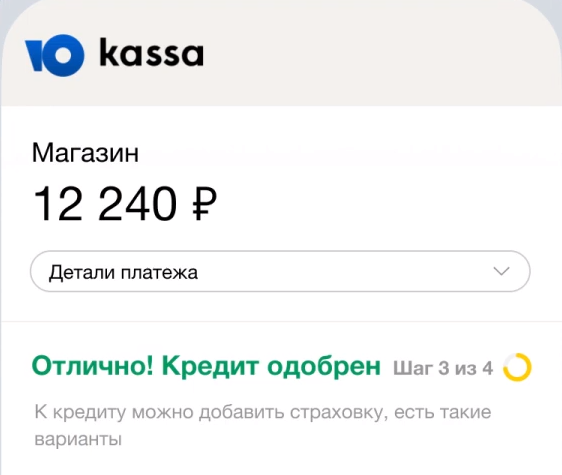 Ю kassa
Магазин
12 240 ₽
Детали платежа
Отлично! Кредит одобрен Шаг 3 из 4
К кредиту можно добавить страховку, есть такие
варианты